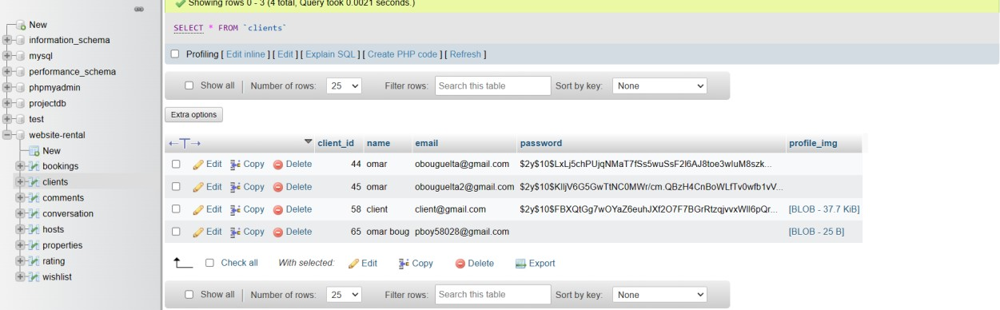 Showing rows 0 - 3 (4 total, Query took 0.0021 seconds.)
SELECT * FROM `clients`
Profiling [ Edit inline ] [ Edit ] [ Explain SQL ] [ Create PHP code ] [ Refresh ]
Show all | Number of rows: 25 Filter rows: Search this table Sort by key: None
Extra options
client_id name email password profile_img
Edit Copy Delete 44 omar obouguelta@gmail.com $2y$10$LxLj5chPUjqNMaT7fSs5wuSsF2l6AJ8toe3wluM8szk...
Edit Copy Delete 45 omar obouguelta2@gmail.com $2y$10$KlljV6G5GwTtNC0MWr/cm.QBzH4CnBoWLfTv0wfb1vV...
Edit Copy Delete 58 client client@gmail.com $2y$10$FBXQtGg7wOYaZ6euhJXf2O7F7BGrRtzqjvvxWIl6pQr... [BLOB - 37.7 KiB]
Edit Copy Delete 65 omar boug pboy58028@gmail.com [BLOB - 25 B]
Check all With selected: Edit Copy Delete Export
Show all | Number of rows: 25 Filter rows: Search this table Sort by key: None
New
information_schema
mysql
performance_schema
phpmyadmin
projectdb
test
website-rental
New
bookings
clients
comments
conversation
hosts
properties
rating
wishlist